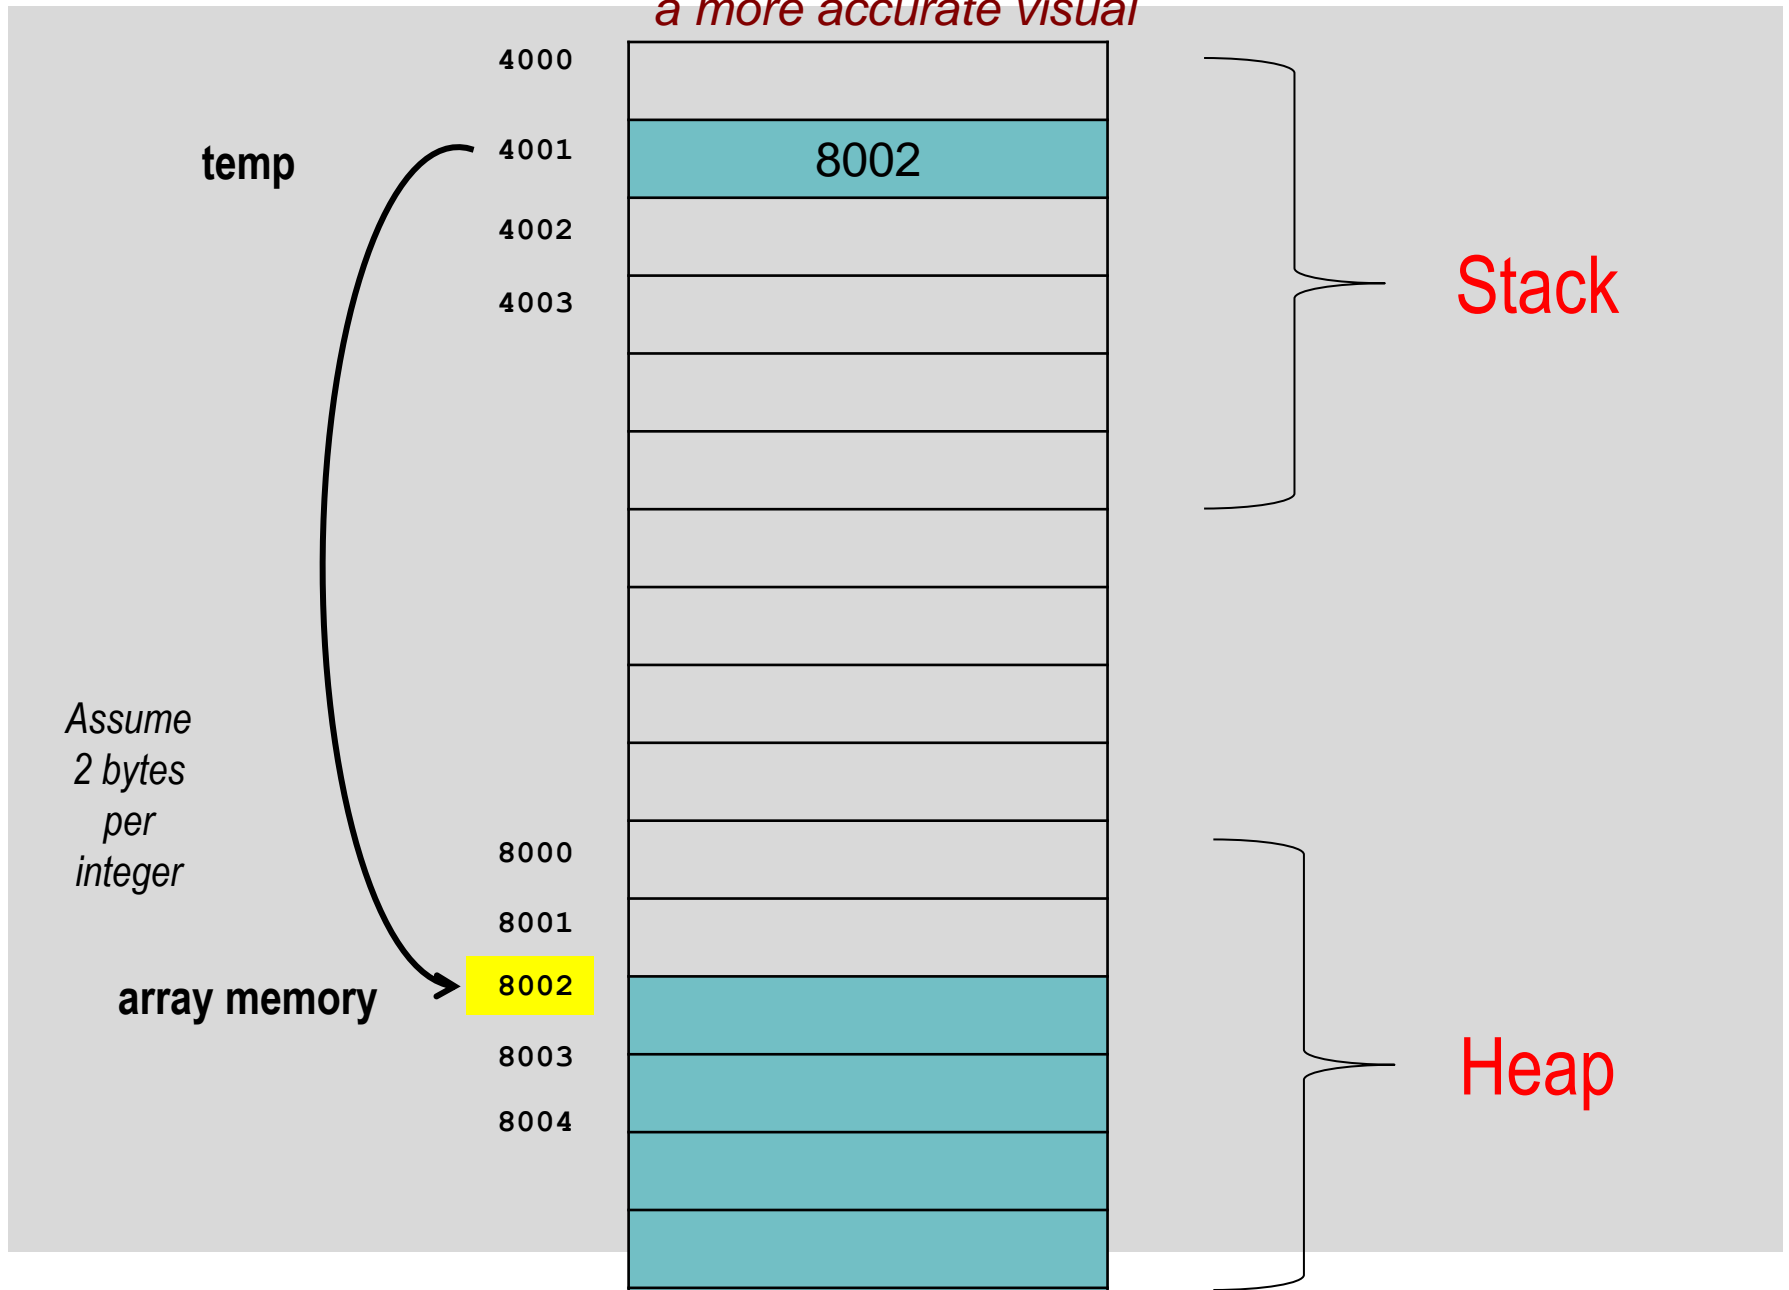 a more accurate visual
4000
temp
4001
8002
4002
4003
Stack
Assume
2 bytes
per
integer
8000
8001
array memory
8002
8003
8004
Heap